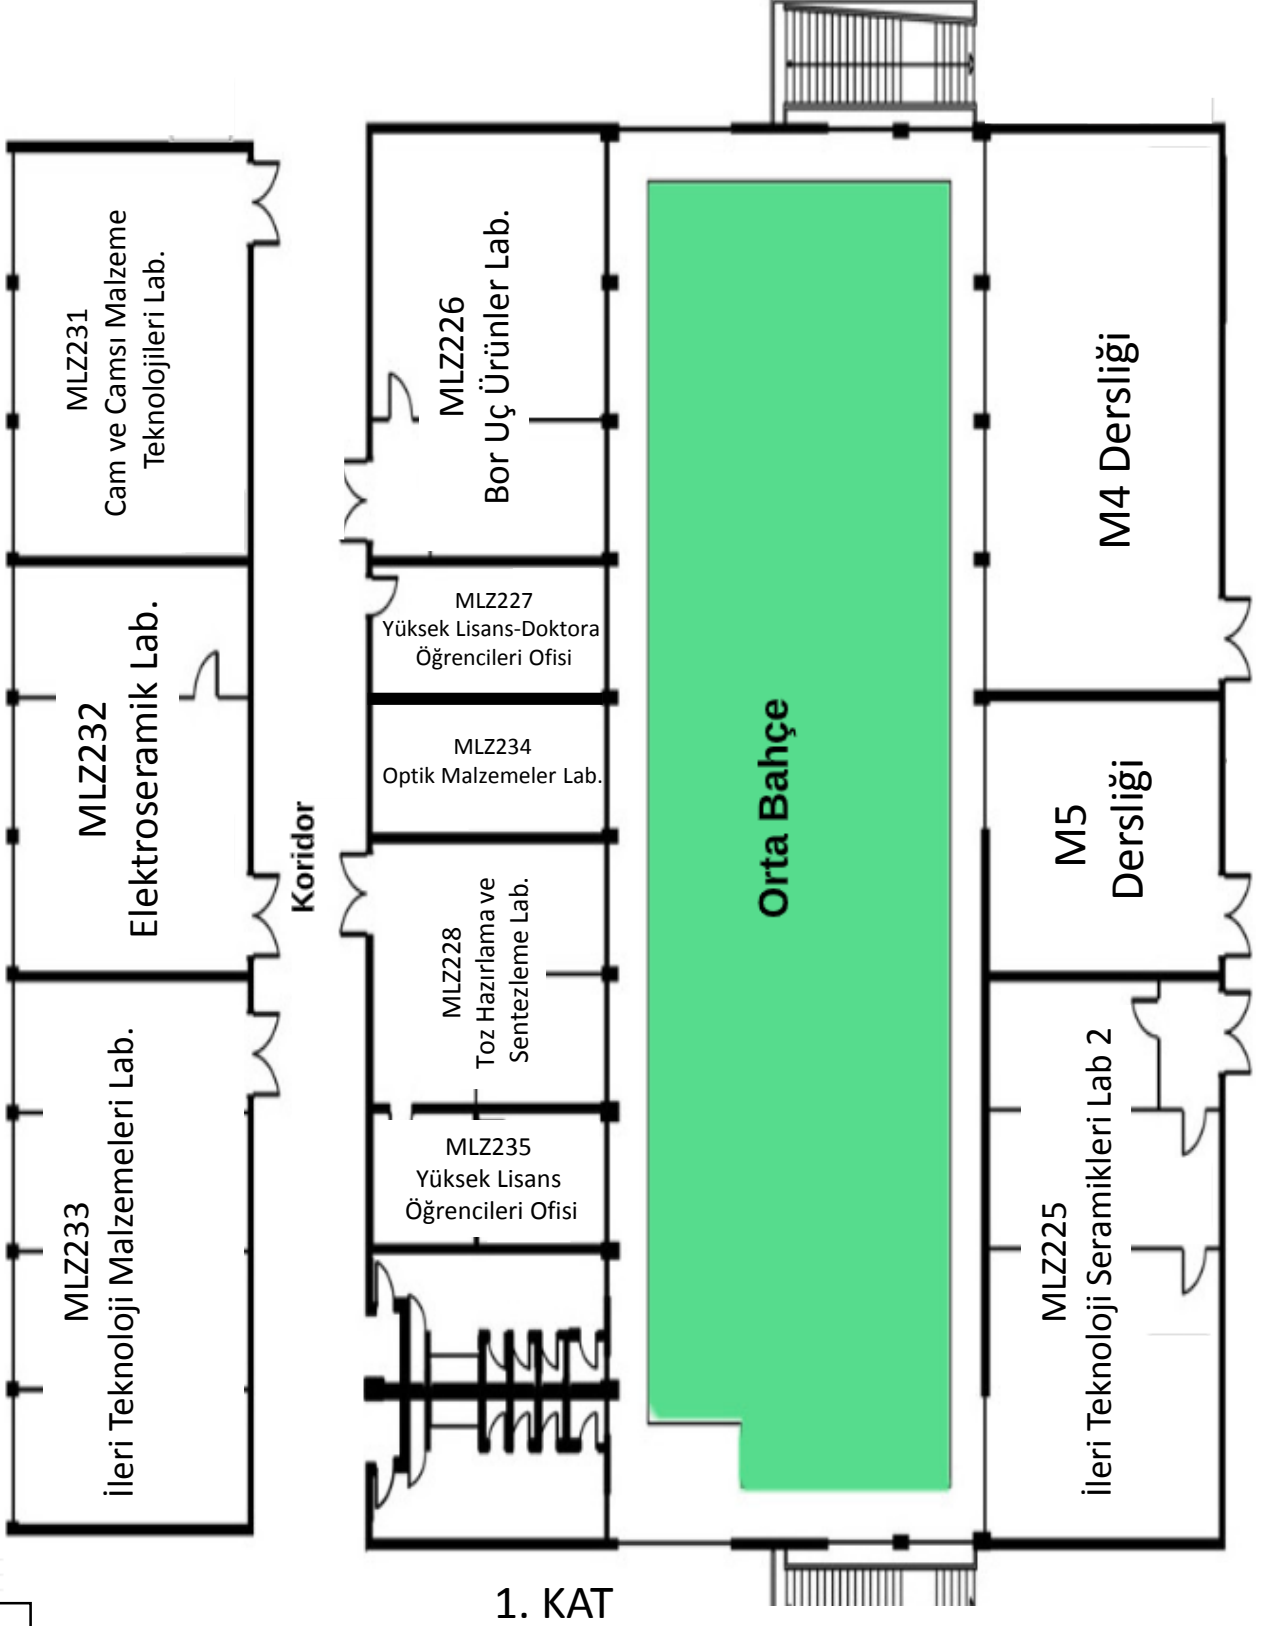 MLZ231
Cam ve Camsı Malzeme
Teknolojileri Lab.
MLZ232
Elektroseramik Lab.
MLZ233
İleri Teknoloji Malzemeleri Lab.
Koridor
MLZ226
Bor Uç Ürünler Lab.
MLZ227
Yüksek Lisans-Doktora
Öğrencileri Ofisi
MLZ234
Optik Malzemeler Lab.
MLZ228
Toz Hazırlama ve
Sentezleme Lab.
MLZ235
Yüksek Lisans
Öğrencileri Ofisi
Orta Bahçe
M4 Dersliği
M5
Dersliği
MLZ225
İleri Teknoloji Seramikleri Lab 2
1. KAT